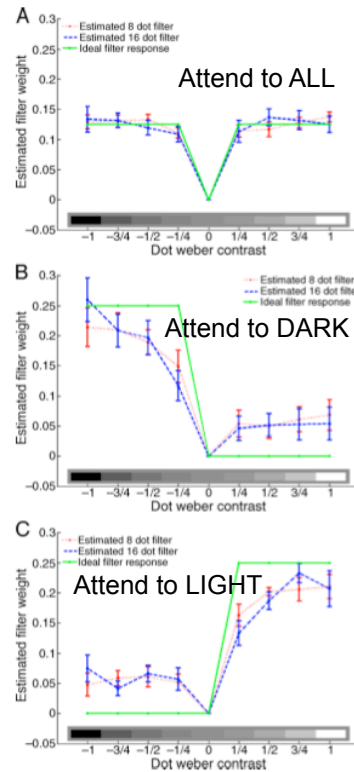 A
Estimated 8 dot filter
Estimated 16 dot filter
Ideal filter response
Attend to ALL
Estimated filter weight
0.3
0.25
0.2
0.15
0.1
0.05
0
−0.05
−1 −3/4 −1/2 −1/4 0 1/4 1/2 3/4 1
Dot weber contrast
B
Estimated 8 dot filter
Estimated 16 dot filter
Ideal filter response
Attend to DARK
Estimated filter weight
0.3
0.25
0.2
0.15
0.1
0.05
0
−0.05
−1 −3/4 −1/2 −1/4 0 1/4 1/2 3/4 1
Dot weber contrast
C
Estimated 8 dot filter
Estimated 16 dot filter
Ideal filter response
Attend to LIGHT
Estimated filter weight
0.3
0.25
0.2
0.15
0.1
0.05
0
−0.05
−1 −3/4 −1/2 −1/4 0 1/4 1/2 3/4 1
Dot weber contrast